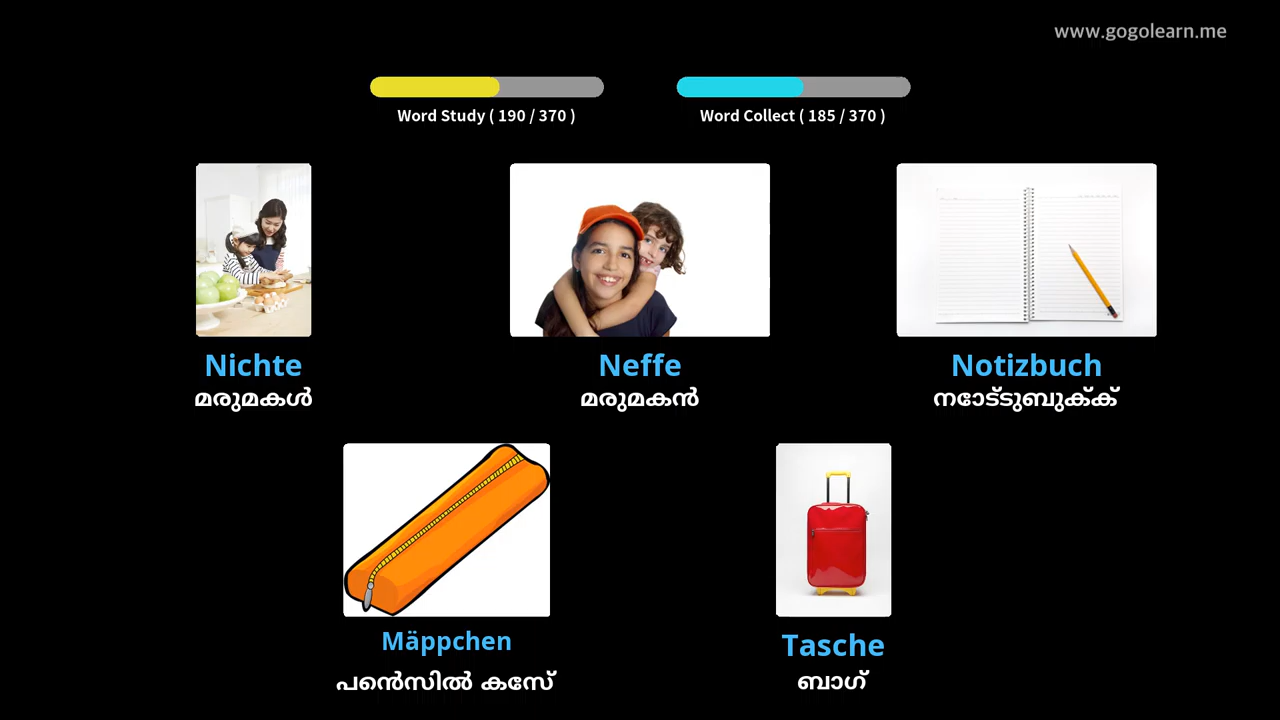 www.gogolearn.me
Word Study ( 190 / 370 )
Word Collect ( 185 / 370 )
Nichte
മരുമകൾ
Neffe
മരുമകൻ
Notizbuch
നോട്ടുബുക്ക്
Mäppchen
പെൻസിൽ കേസ്
Tasche
ബാഗ്